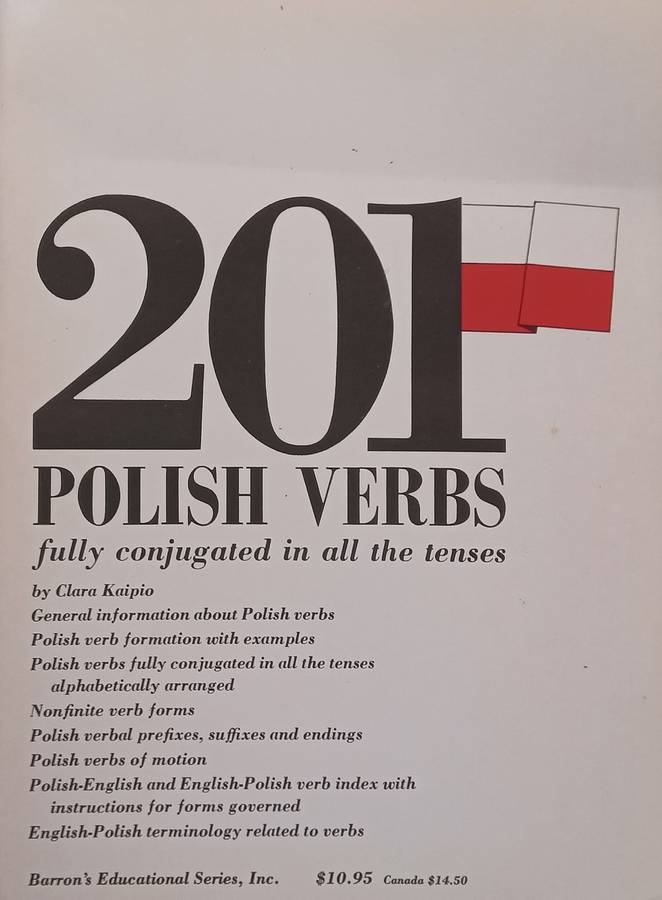 201
POLISH VERBS
fully conjugated in all the tenses
by Clara Kaipio
General information about Polish verbs
Polish verb formation with examples
Polish verbs fully conjugated in all the tenses
alphabetically arranged
Nonfinite verb forms
Polish verbal prefixes, suffixes and endings
Polish verbs of motion
Polish-English and English-Polish verb index with
instructions for forms governed
English-Polish terminology related to verbs
Barron's Educational Series, Inc. $10.95 Canada $14.50